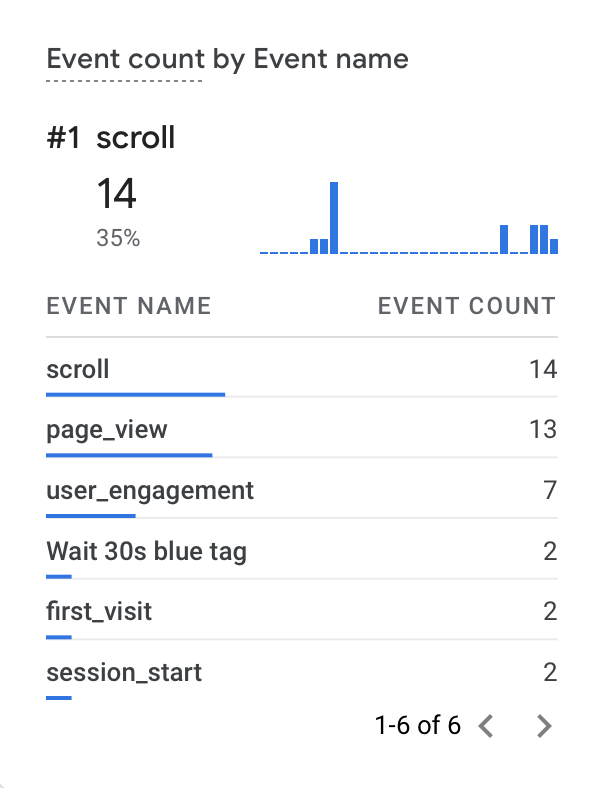 Event count by Event name
#1 scroll
14
35%
EVENT NAME EVENT COUNT
scroll 14
page_view 13
user_engagement 7
Wait 30s blue tag 2
first_visit 2
session_start 2
1-6 of 6